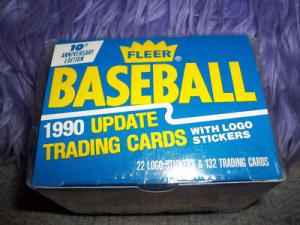 10th
ANNIVERSARY
EDITION
FLEER®
BASEBALL
1990 UPDATE
TRADING CARDS
WITH LOGO
STICKERS
22 LOGO STICKERS & 132 TRADING CARDS